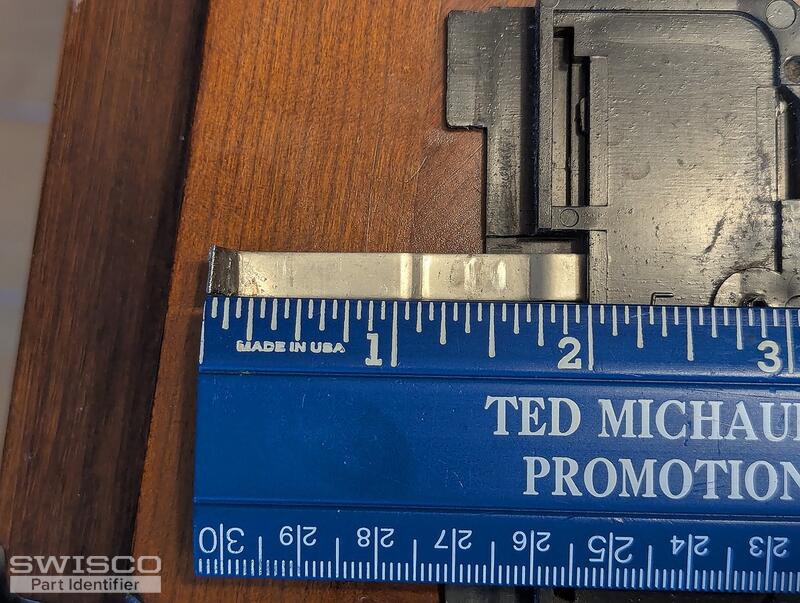 MADE IN USA
1 2 3
TED MICHAU
PROMOTION
30 29 28 27 26 25 24 23
SWISCO
Part Identifier